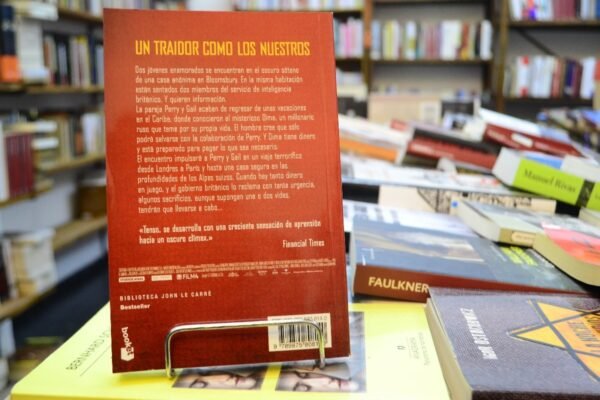 UN TRAIDOR COMO LOS NUESTROS
Dos jóvenes enamorados se encuentran en el oscuro sótano
de una casa anónima en Bloomsbury. En la misma habitación
están sentados dos miembros del servicio de inteligencia
británico. Y quieren información.
La pareja Perry y Gail acaban de regresar de unas vacaciones
en el Caribe, donde conocieron al misterioso Dima, un millonario
ruso que teme por su propia vida. El hombre cree que sólo
podrá salvarse con la colaboración de Perry. Y Dima tiene dinero
y está preparado para pagar lo que sea necesario.
El encuentro impulsará a Perry y Gail en un viaje terrorífico
desde Londres a París y hasta una casa segura en las
profundidades de los Alpes suizos. Cuando hay tanto dinero
en juego, y el gobierno británico lo reclama con tanta urgencia,
algunos sacrificios, aunque supongan una o dos vidas,
tendrán que llevarse a cabo...
«Tenso, se desarrolla con una creciente sensación de aprensión
hacia un oscuro clímax.»
Financial Times
FILMA
BIBLIOTECA JOHN LE CARRÉ
Bestseller
booket
Manuel Rivas
FAULKNER
BERNHARD